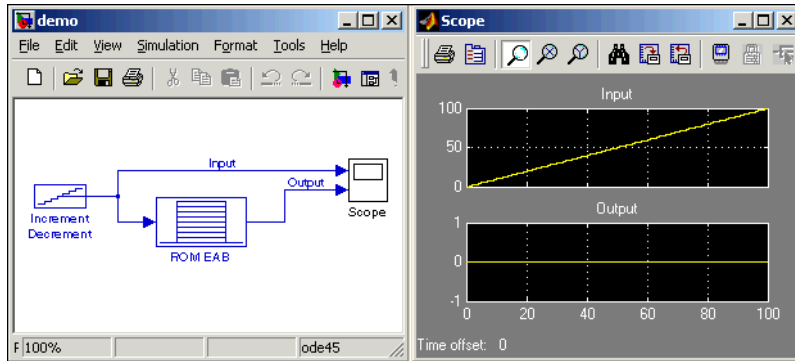 demo
File Edit View Simulation Format Tools Help
Input
Output
Increment
Decrement
ROM EAB
Scope
F 100%
ode45
Scope
Input
100
50
0
Output
1
0
-1
0 20 40 60 80 100
Time offset: 0